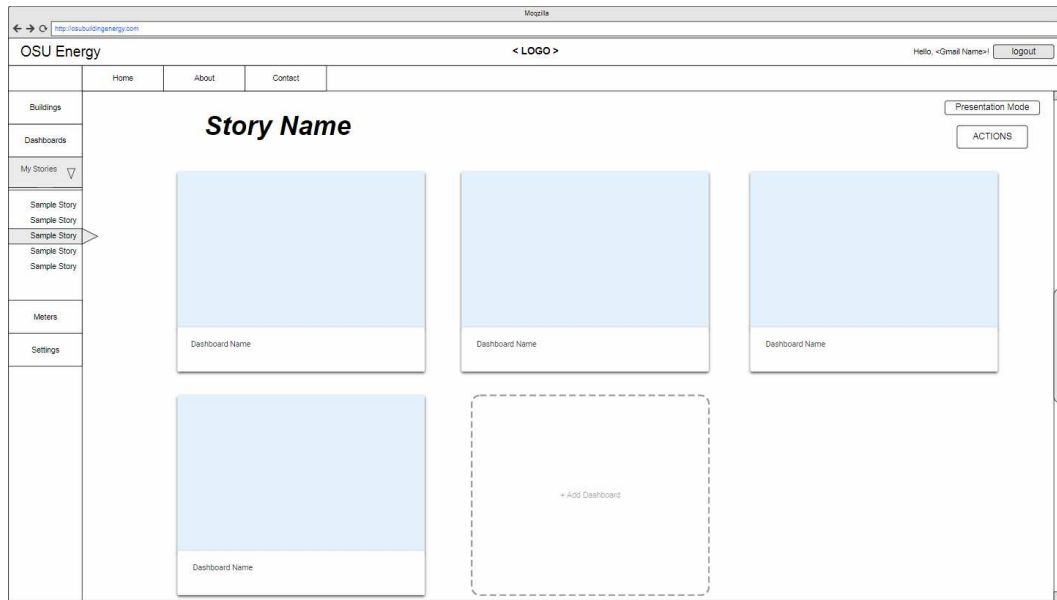 Moqzilla
http://osubuildingenergy.com
OSU Energy
< LOGO >
Hello, <Gmail Name>!
logout
Home
About
Contact
Buildings
Dashboards
My Stories
Sample Story
Sample Story
Sample Story
Sample Story
Sample Story
Meters
Settings
Story Name
Presentation Mode
ACTIONS
Dashboard Name
Dashboard Name
Dashboard Name
Dashboard Name
+ Add Dashboard